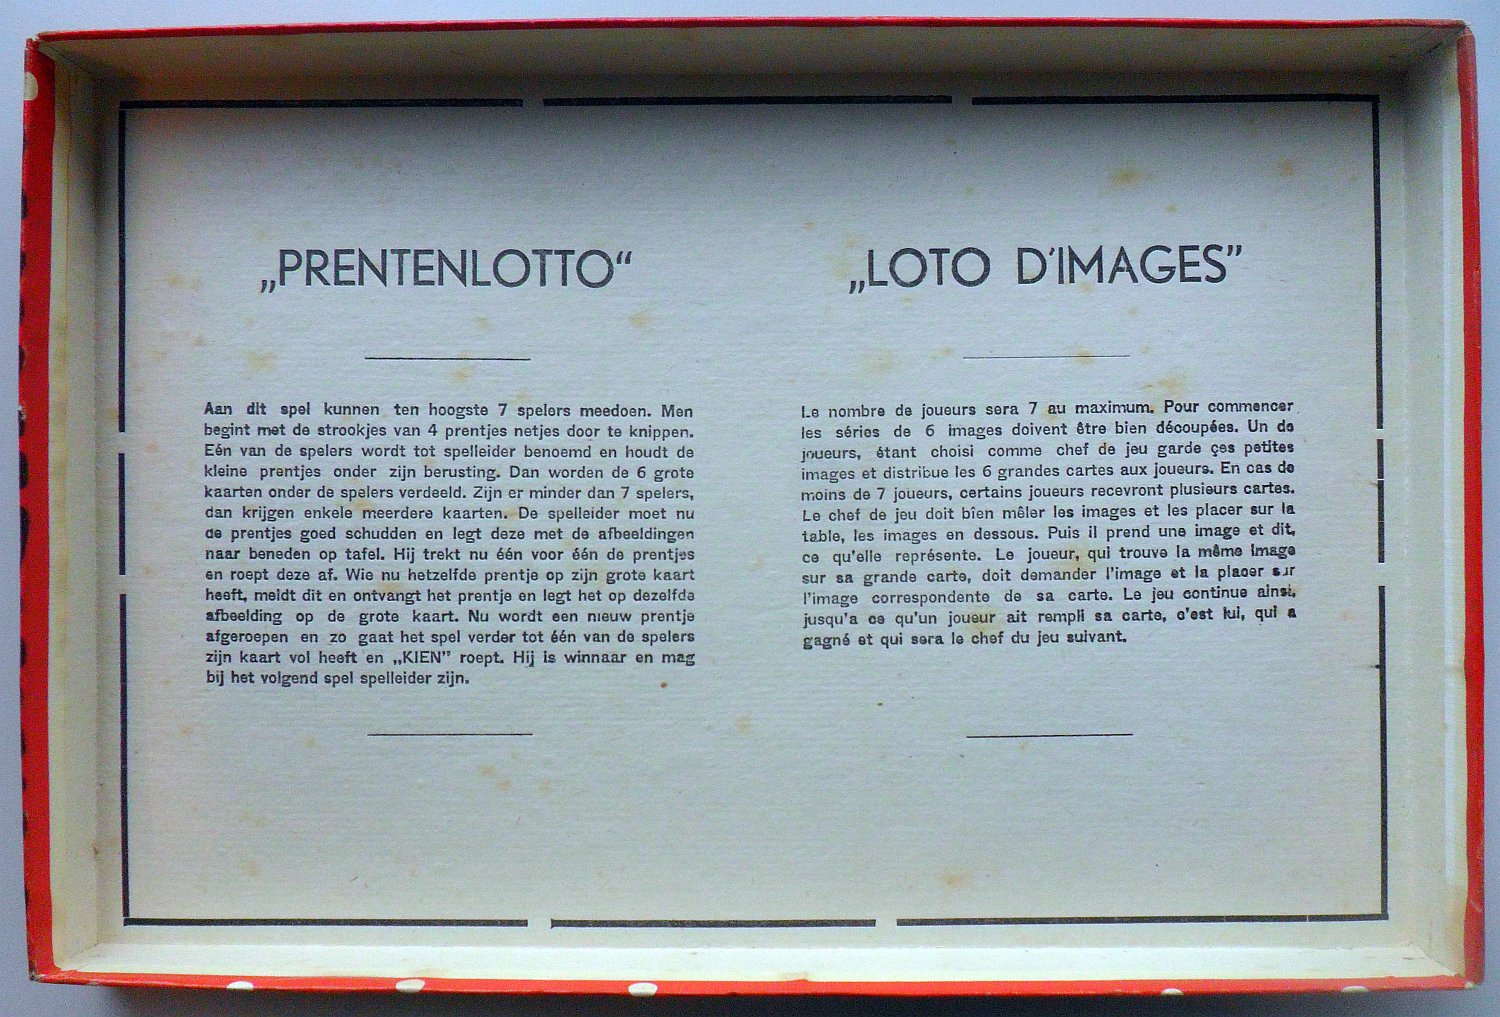 „PRENTENLOTTO“
Aan dit spel kunnen ten hoogste 7 spelers meedoen. Men
begint met de strookjes van 4 prentjes netjes door te knippen.
Eén van de spelers wordt tot spelleider benoemd en houdt de
kleine prentjes onder zijn berusting. Dan worden de 6 grote
kaarten onder de spelers verdeeld. Zijn er minder dan 7 spelers,
dan krijgen enkele meerdere kaarten. De spelleider moet nu
de prentjes goed schudden en legt deze met de afbeeldingen
naar beneden op tafel. Hij trekt nu één voor één de prentjes
en roept deze af. Wie nu hetzelfde prentje op zijn grote kaart
heeft, meldt dit en ontvangt het prentje en legt het op dezelfde
afbeelding op de grote kaart. Nu wordt een nieuw prentje
afgeroepen en zo gaat het spel verder tot één van de spelers
zijn kaart vol heeft en „KIEN” roept. Hij is winnaar en mag
bij het volgend spel spelleider zijn.
„LOTO D'IMAGES”
Le nombre de joueurs sera 7 au maximum. Pour commencer
les séries de 6 images doivent être bien découpées. Un de
joueurs, étant choisi comme chef de jeu garde ces petites
images et distribue les 6 grandes cartes aux joueurs. En cas de
moins de 7 joueurs, certains joueurs recevront plusieurs cartes.
Le chef de jeu doit bien mêler les images et les placer sur la
table, les images en dessous. Puis il prend une image et dit,
ce qu'elle représente. Le joueur, qui trouve la même image
sur sa grande carte, doit demander l'image et la placer sur
l'image correspondente de sa carte. Le jeu continue ainsi,
jusqu'a ce qu'un joueur ait rempli sa carte, c'est lui, qui a
gagné et qui sera le chef du jeu suivant.